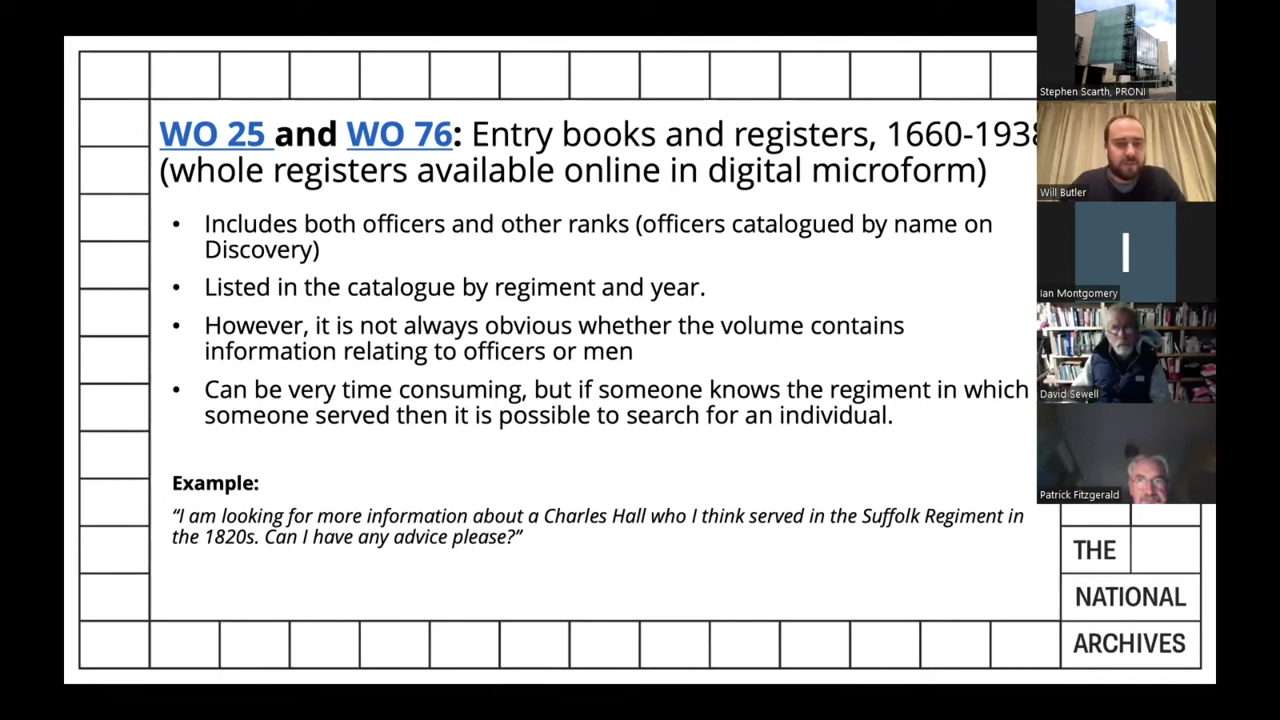 WO 25 and WO 76: Entry books and registers, 1660-1938
(whole registers available online in digital microform)
• Includes both officers and other ranks (officers catalogued by name on
Discovery)
• Listed in the catalogue by regiment and year.
• However, it is not always obvious whether the volume contains
information relating to officers or men
• Can be very time consuming, but if someone knows the regiment in which
someone served then it is possible to search for an individual.
Example:
“I am looking for more information about a Charles Hall who I think served in the Suffolk Regiment in
the 1820s. Can I have any advice please?”
THE
NATIONAL
ARCHIVES
Stephen Scarth, PRONI
Will Butler
I
Ian Montgomery
David Sewell
Patrick Fitzgerald